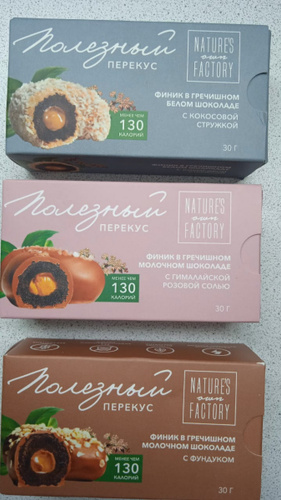 Полезный
ПЕРЕКУС
NATURE'S
own
FACTORY
ФИНИК В ГРЕЧИШНОМ
БЕЛОМ ШОКОЛАДЕ
С КОКОСОВОЙ
СТРУЖКОЙ
МЕНЕЕ ЧЕМ
130
КАЛОРИЙ
30 Г
Полезный
ПЕРЕКУС
NATURE'S
own
FACTORY
ФИНИК В ГРЕЧИШНОМ
МОЛОЧНОМ ШОКОЛАДЕ
С ГИМАЛАЙСКОЙ
РОЗОВОЙ СОЛЬЮ
МЕНЕЕ ЧЕМ
130
КАЛОРИЙ
30 Г
Полезный
ПЕРЕКУС
NATURE'S
own
FACTORY
ФИНИК В ГРЕЧИШНОМ
МОЛОЧНОМ ШОКОЛАДЕ
С ФУНДУКОМ
МЕНЕЕ ЧЕМ
130
КАЛОРИЙ
30 Г